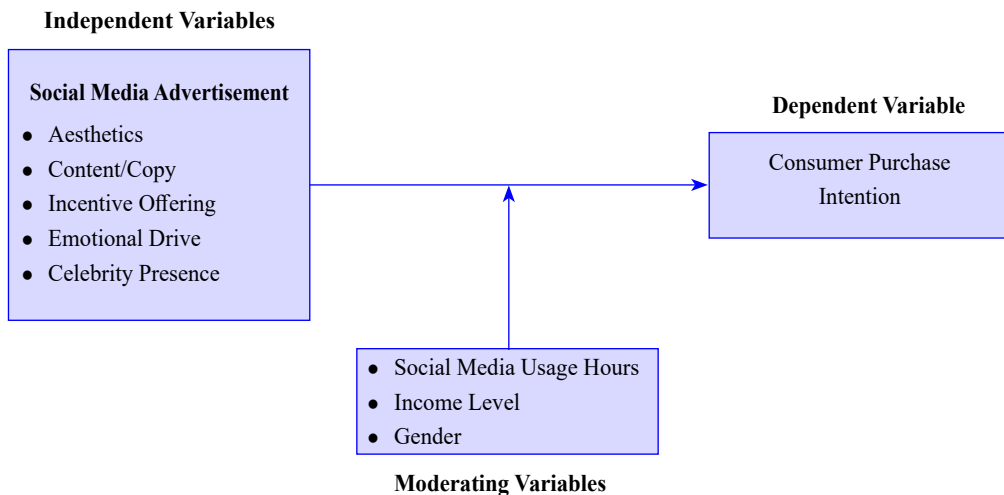 Independent Variables
Social Media Advertisement
● Aesthetics
● Content/Copy
● Incentive Offering
● Emotional Drive
● Celebrity Presence
Dependent Variable
Consumer Purchase
Intention
● Social Media Usage Hours
● Income Level
● Gender
Moderating Variables